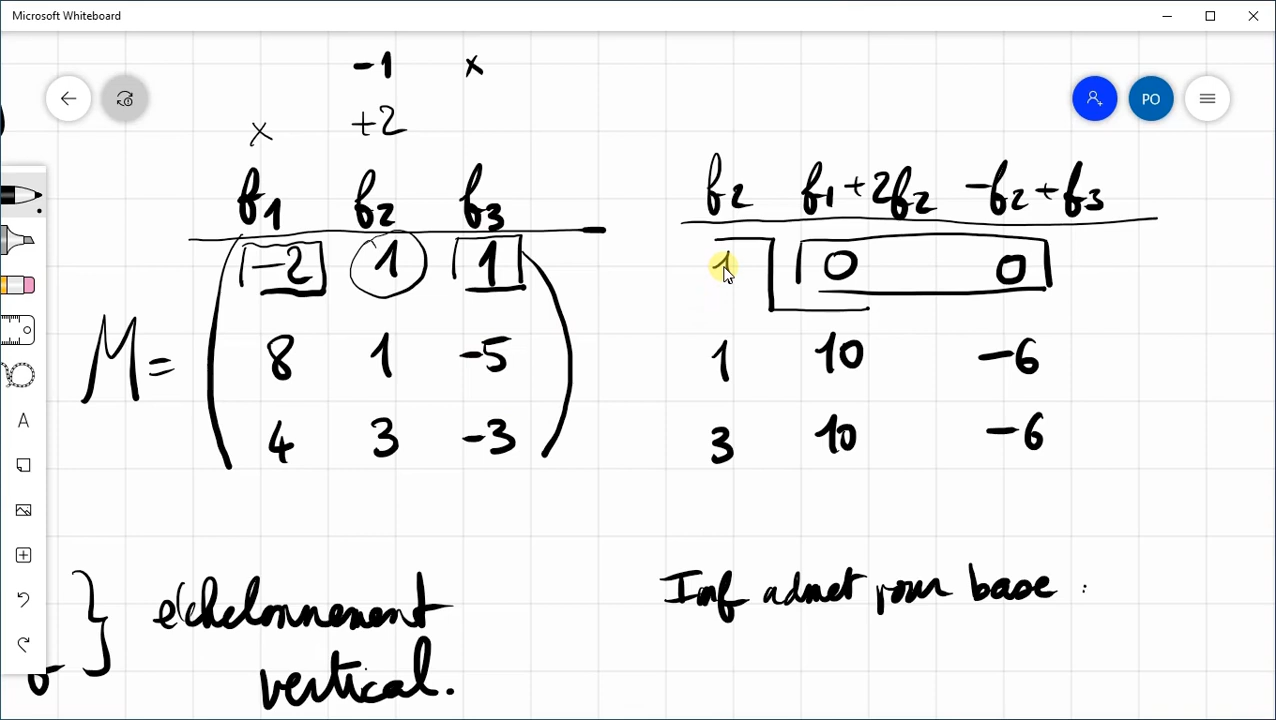 Microsoft Whiteboard
-1 x
x +2
f1 f2 f3
-2 1 1
M = 8 1 -5
4 3 -3
PO
f2 f1+2f2 -f2+f3
1 0 0
1 10 -6
3 10 -6
A
échelonnement
vertical.
Imf admet pour base :